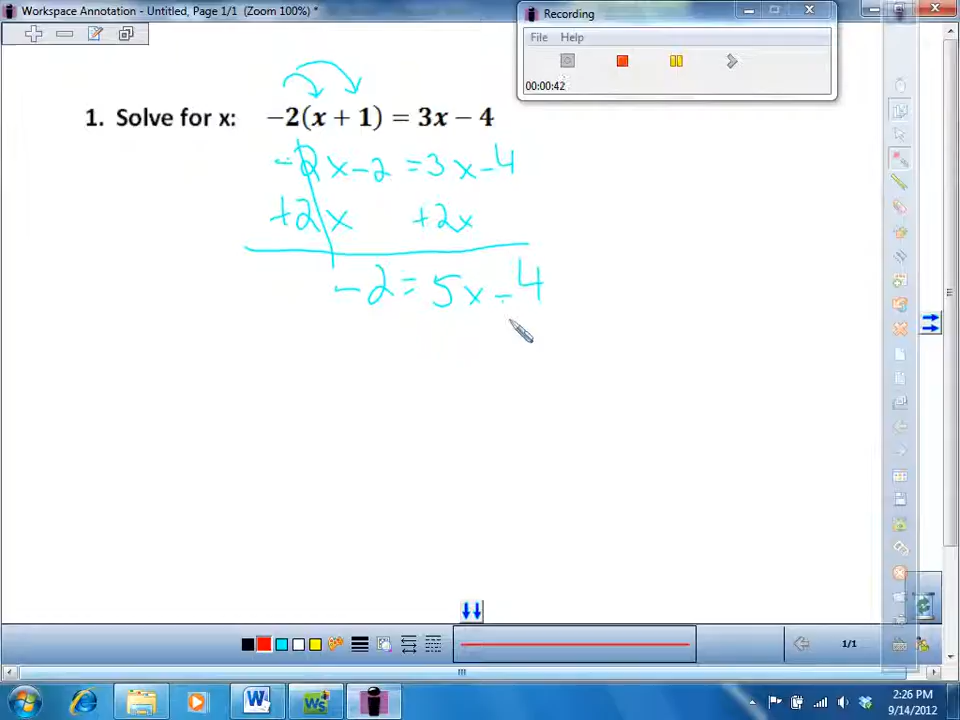 Workspace Annotation - Untitled, Page 1/1 (Zoom 100%) *
Recording
File Help
00:00:42
1. Solve for x: −2(x + 1) = 3x − 4
-2x-2 = 3x-4
+2x +2x
-2 = 5x-4
1/1
2:26 PM
9/14/2012